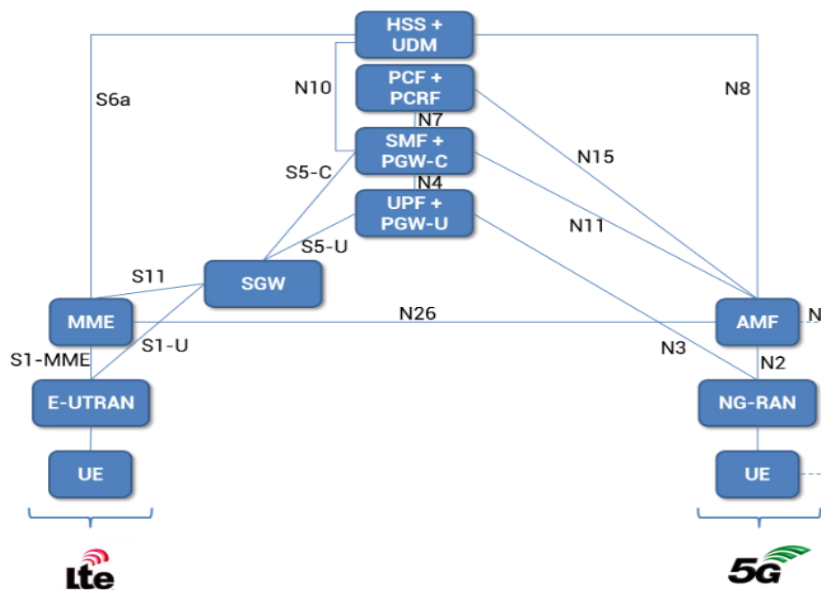 HSS +
UDM
PCF +
PCRF
N10
N8
S6a
N7
SMF +
PGW-C
N15
S5-C
N4
UPF +
PGW-U
N11
S5-U
S11
SGW
MME
N26
AMF
N
S1-MME
S1-U
N3
N2
E-UTRAN
NG-RAN
UE
UE
Lte
5G